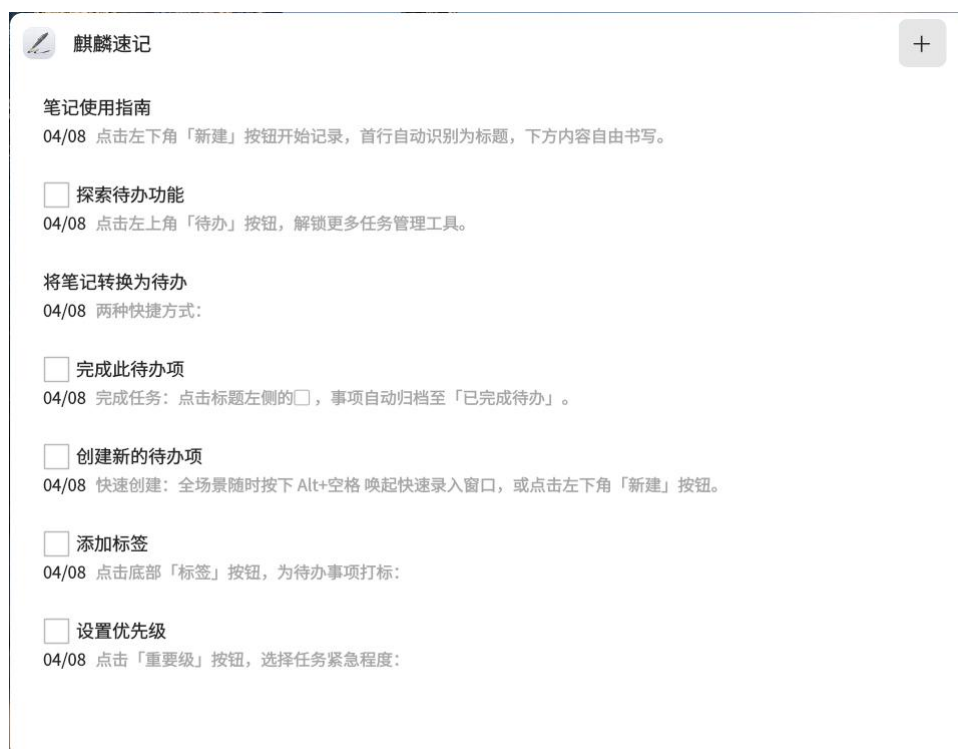 麒麟速记
笔记使用指南
04/08 点击左下角「新建」按钮开始记录，首行自动识别为标题，下方内容自由书写。
探索待办功能
04/08 点击左上角「待办」按钮，解锁更多任务管理工具。
将笔记转换为待办
04/08 两种快捷方式：
完成此待办项
04/08 完成任务：点击标题左侧的□，事项自动归档至「已完成待办」。
创建新的待办项
04/08 快速创建：全场景随时按下 Alt+空格 唤起快速录入窗口，或点击左下角「新建」按钮。
添加标签
04/08 点击底部「标签」按钮，为待办事项打标：
设置优先级
04/08 点击「重要级」按钮，选择任务紧急程度：